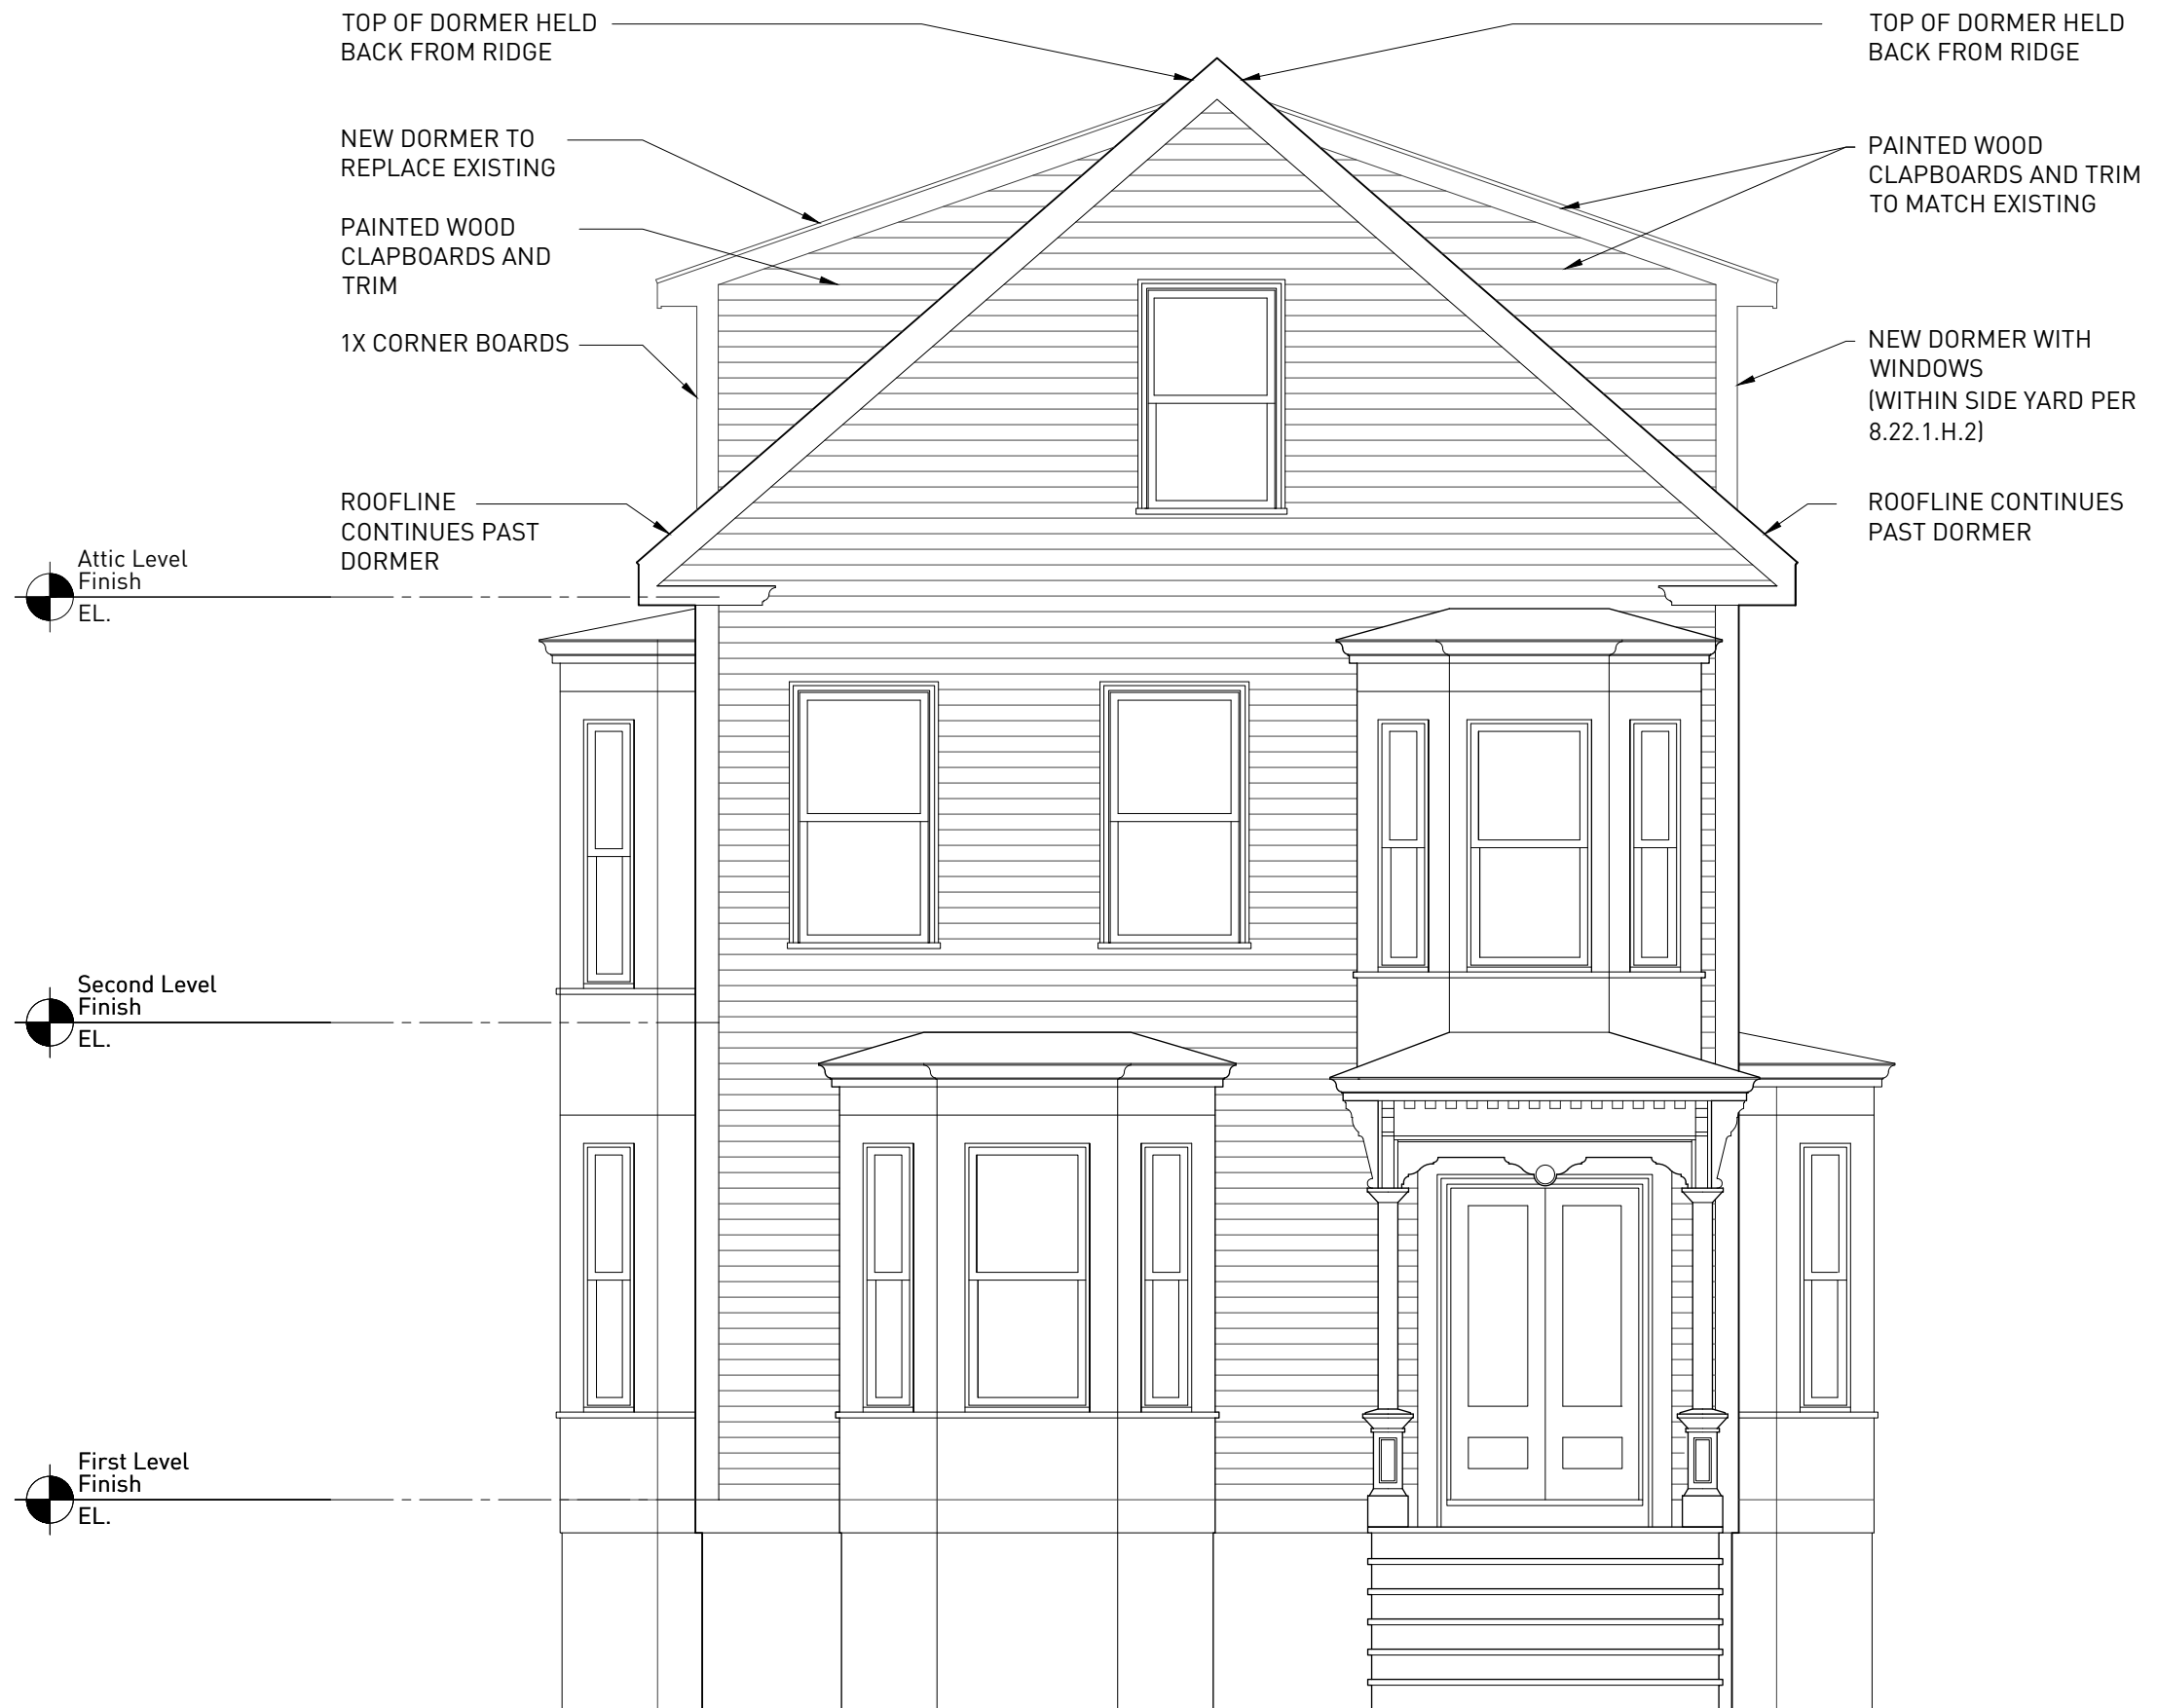 TOP OF DORMER HELD
BACK FROM RIDGE
NEW DORMER TO
REPLACE EXISTING
PAINTED WOOD
CLAPBOARDS AND
TRIM
1X CORNER BOARDS
ROOFLINE
CONTINUES PAST
DORMER
TOP OF DORMER HELD
BACK FROM RIDGE
PAINTED WOOD
CLAPBOARDS AND TRIM
TO MATCH EXISTING
NEW DORMER WITH
WINDOWS
(WITHIN SIDE YARD PER
8.22.1.H.2)
ROOFLINE CONTINUES
PAST DORMER
Attic Level
Finish
EL.
Second Level
Finish
EL.
First Level
Finish
EL.